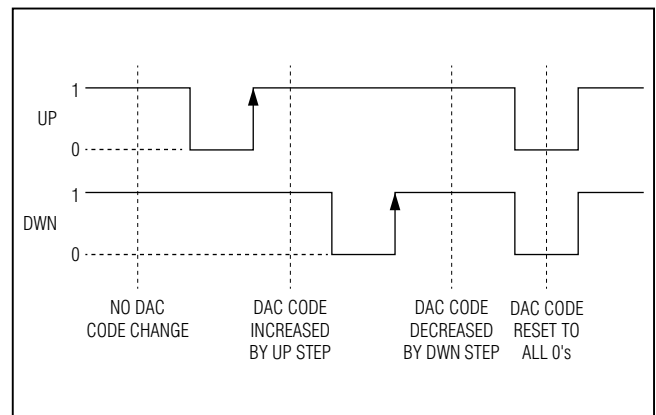 1
UP
0
1
DWN
0
NO DAC
CODE CHANGE
DAC CODE
INCREASED
BY UP STEP
DAC CODE
DECREASED
BY DWN STEP
DAC CODE
RESET TO
ALL 0's